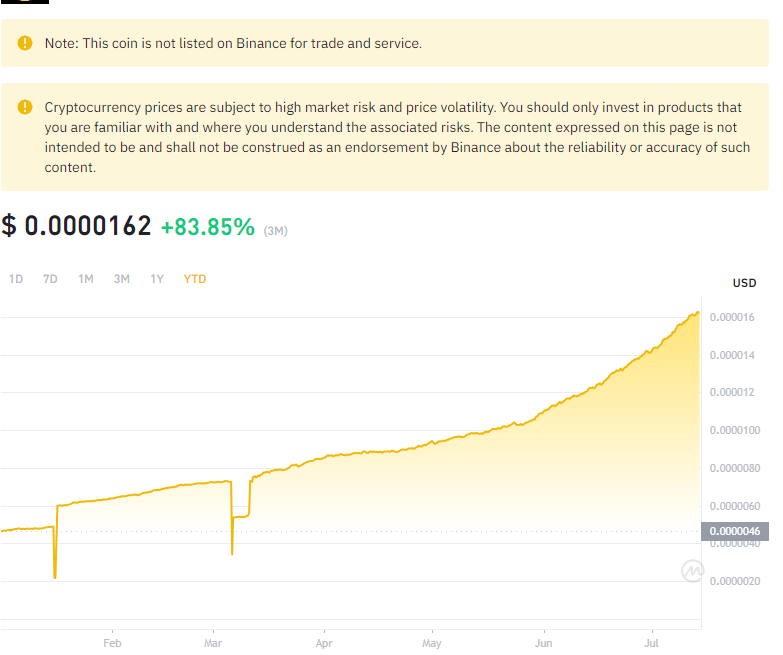 Note: This coin is not listed on Binance for trade and service.
Cryptocurrency prices are subject to high market risk and price volatility. You should only invest in products that
you are familiar with and where you understand the associated risks. The content expressed on this page is not
intended to be and shall not be construed as an endorsement by Binance about the reliability or accuracy of such
content.
$ 0.0000162 +83.85% (3M)
1D 7D 1M 3M 1Y YTD
USD
0.000016
0.000014
0.000012
0.0000100
0.0000080
0.0000060
0.0000046
0.0000040
0.0000020
Feb Mar Apr May Jun Jul